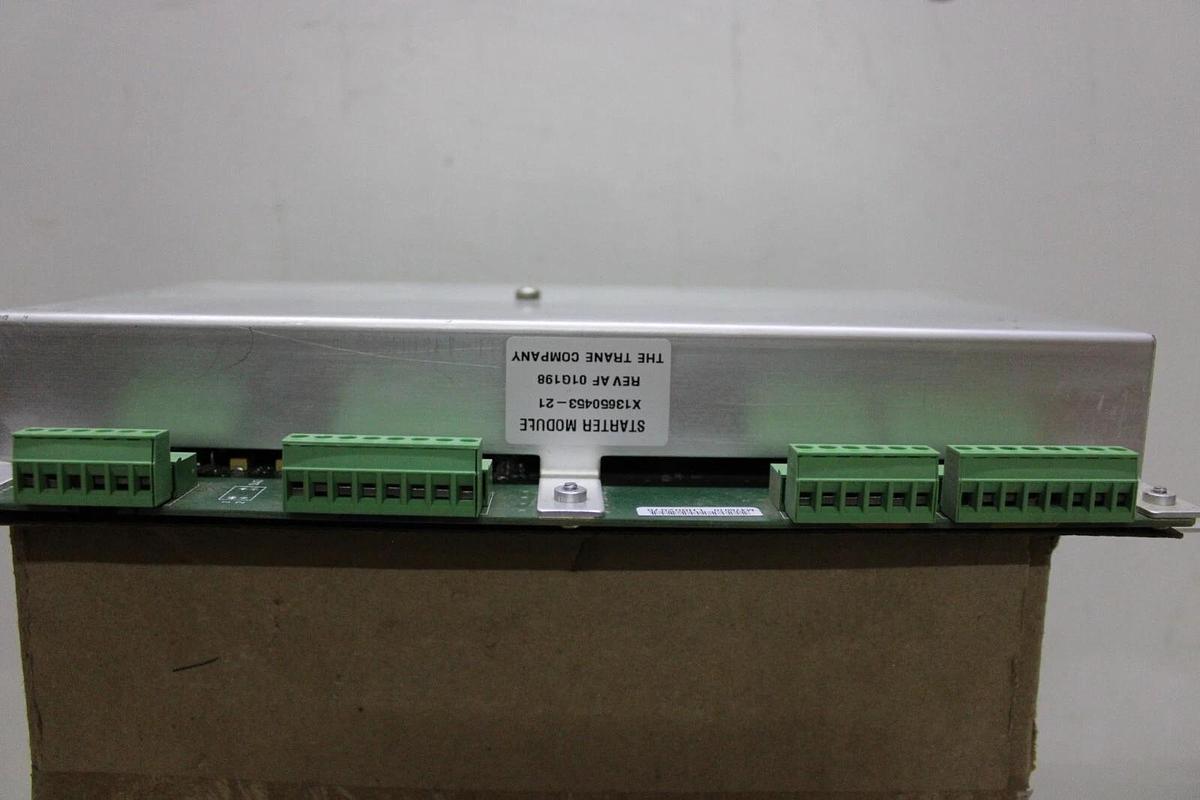 STARTER MODULE
X13650453-21
REV AF 01G198
THE TRANE COMPANY